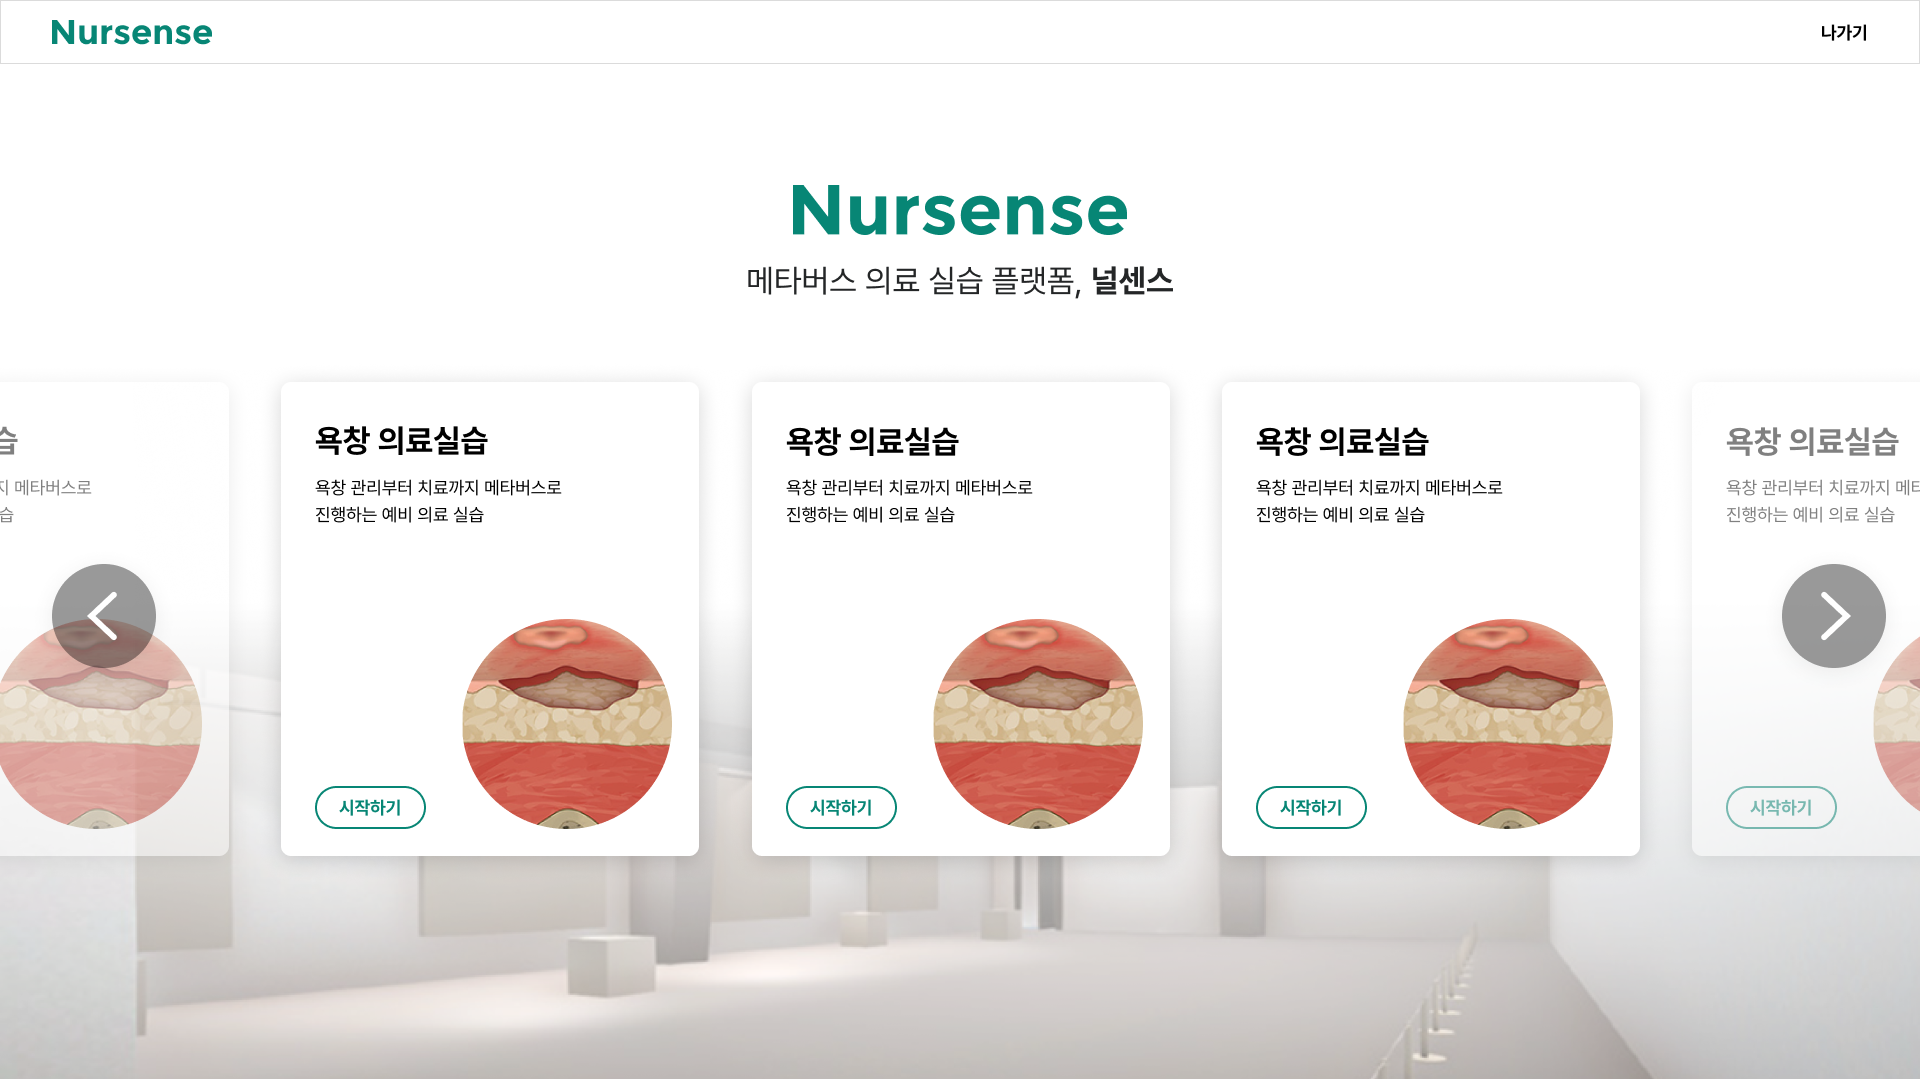 Nursense
나가기
Nursense
메타버스 의료 실습 플랫폼, 널센스
습
지 메타버스로
습
욕창 의료실습
욕창 관리부터 치료까지 메타버스로
진행하는 예비 의료 실습
시작하기
욕창 의료실습
욕창 관리부터 치료까지 메타버스로
진행하는 예비 의료 실습
시작하기
욕창 의료실습
욕창 관리부터 치료까지 메타버스로
진행하는 예비 의료 실습
시작하기
욕창 의료실습
욕창 관리부터 치료까지 메타
진행하는 예비 의료 실습
시작하기